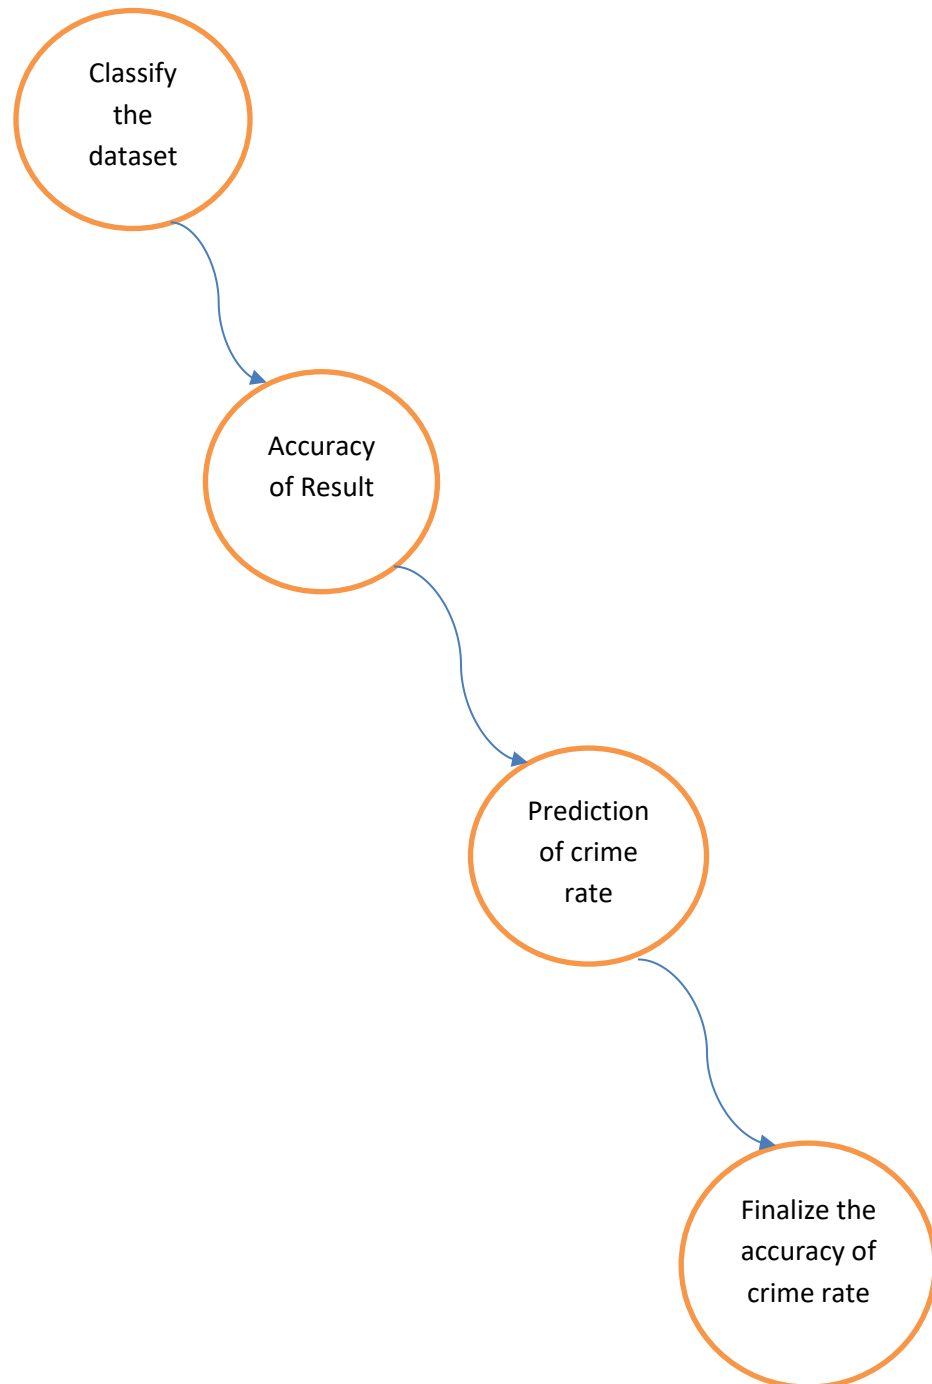 Classify
the
dataset
Accuracy
of Result
Prediction
of crime
rate
Finalize the
accuracy of
crime rate